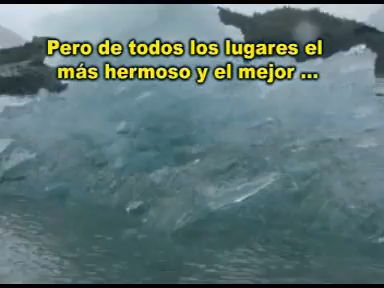 Pero de todos los lugares el
más hermoso y el mejor ...